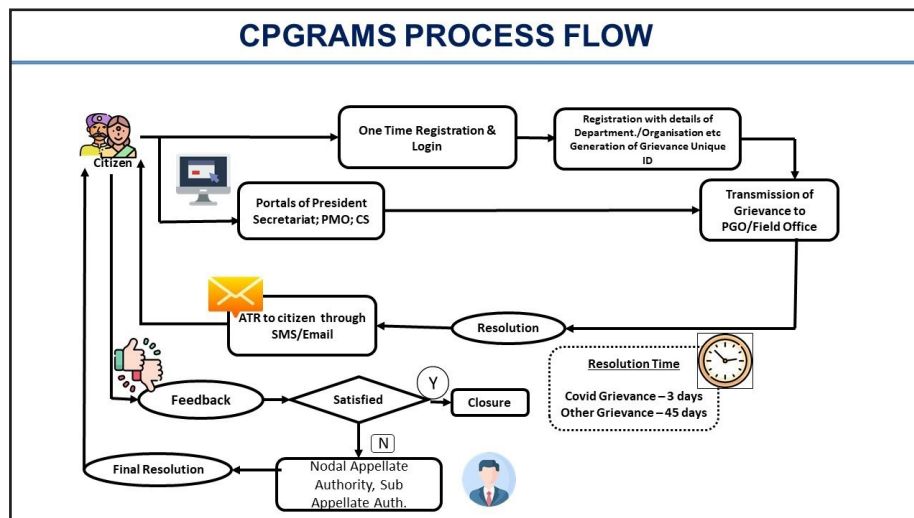 CPGRAMS PROCESS FLOW
Citizen
One Time Registration &
Login
Registration with details of
Department./Organisation etc
Generation of Grievance Unique
ID
Portals of President
Secretariat; PMO; CS
Transmission of
Grievance to
PGO/Field Office
ATR to citizen through
SMS/Email
Resolution
Resolution Time
Covid Grievance – 3 days
Other Grievance – 45 days
Feedback
Satisfied
Y
Closure
N
Final Resolution
Nodal Appellate
Authority, Sub
Appellate Auth.